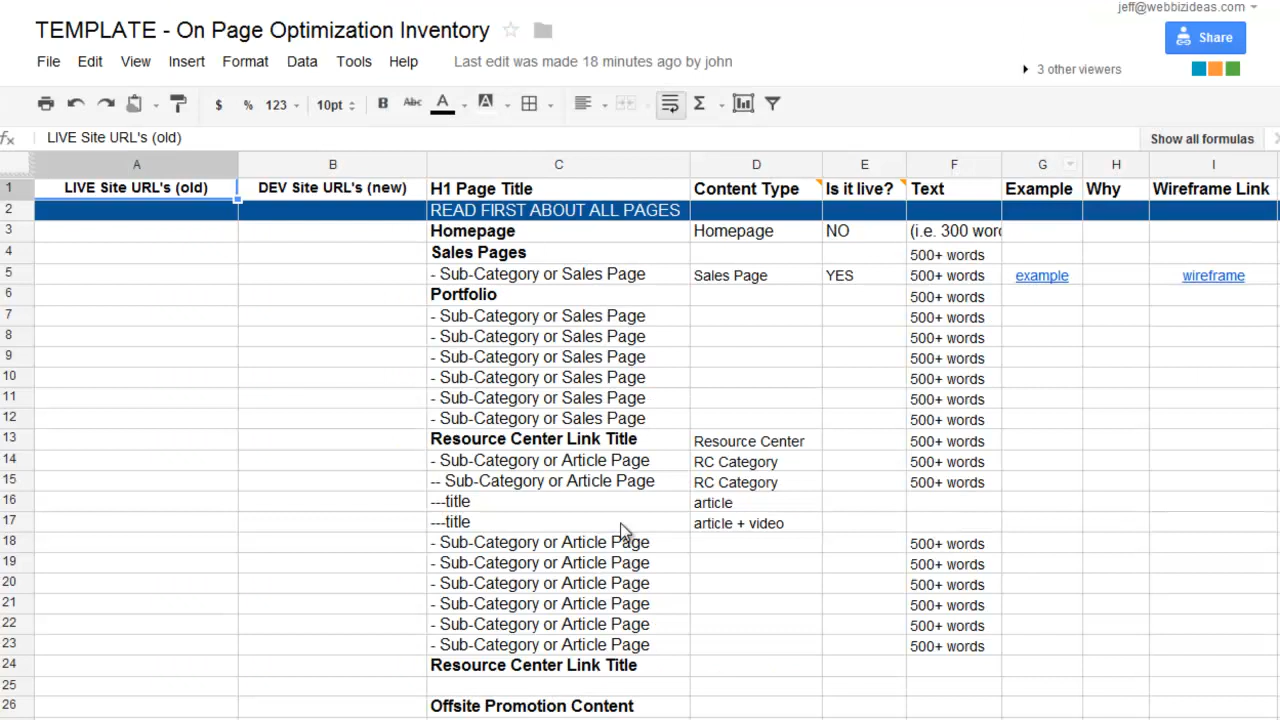 jeff@webbizideas.com
TEMPLATE - On Page Optimization Inventory
Share
File Edit View Insert Format Data Tools Help Last edit was made 18 minutes ago by john
3 other viewers
$ % 123 10pt B Abc A A Σ
fx LIVE Site URL's (old) Show all formulas
A B C D E F G H I
1 LIVE Site URL's (old) DEV Site URL's (new) H1 Page Title Content Type Is it live? Text Example Why Wireframe Link
2 READ FIRST ABOUT ALL PAGES
3 Homepage Homepage NO (i.e. 300 word
4 Sales Pages 500+ words
5 - Sub-Category or Sales Page Sales Page YES 500+ words example wireframe
6 Portfolio 500+ words
7 - Sub-Category or Sales Page 500+ words
8 - Sub-Category or Sales Page 500+ words
9 - Sub-Category or Sales Page 500+ words
10 - Sub-Category or Sales Page 500+ words
11 - Sub-Category or Sales Page 500+ words
12 - Sub-Category or Sales Page 500+ words
13 Resource Center Link Title Resource Center 500+ words
14 - Sub-Category or Article Page RC Category 500+ words
15 -- Sub-Category or Article Page RC Category 500+ words
16 ---title article
17 ---title article + video
18 - Sub-Category or Article Page 500+ words
19 - Sub-Category or Article Page 500+ words
20 - Sub-Category or Article Page 500+ words
21 - Sub-Category or Article Page 500+ words
22 - Sub-Category or Article Page 500+ words
23 - Sub-Category or Article Page 500+ words
24 Resource Center Link Title
25
26 Offsite Promotion Content